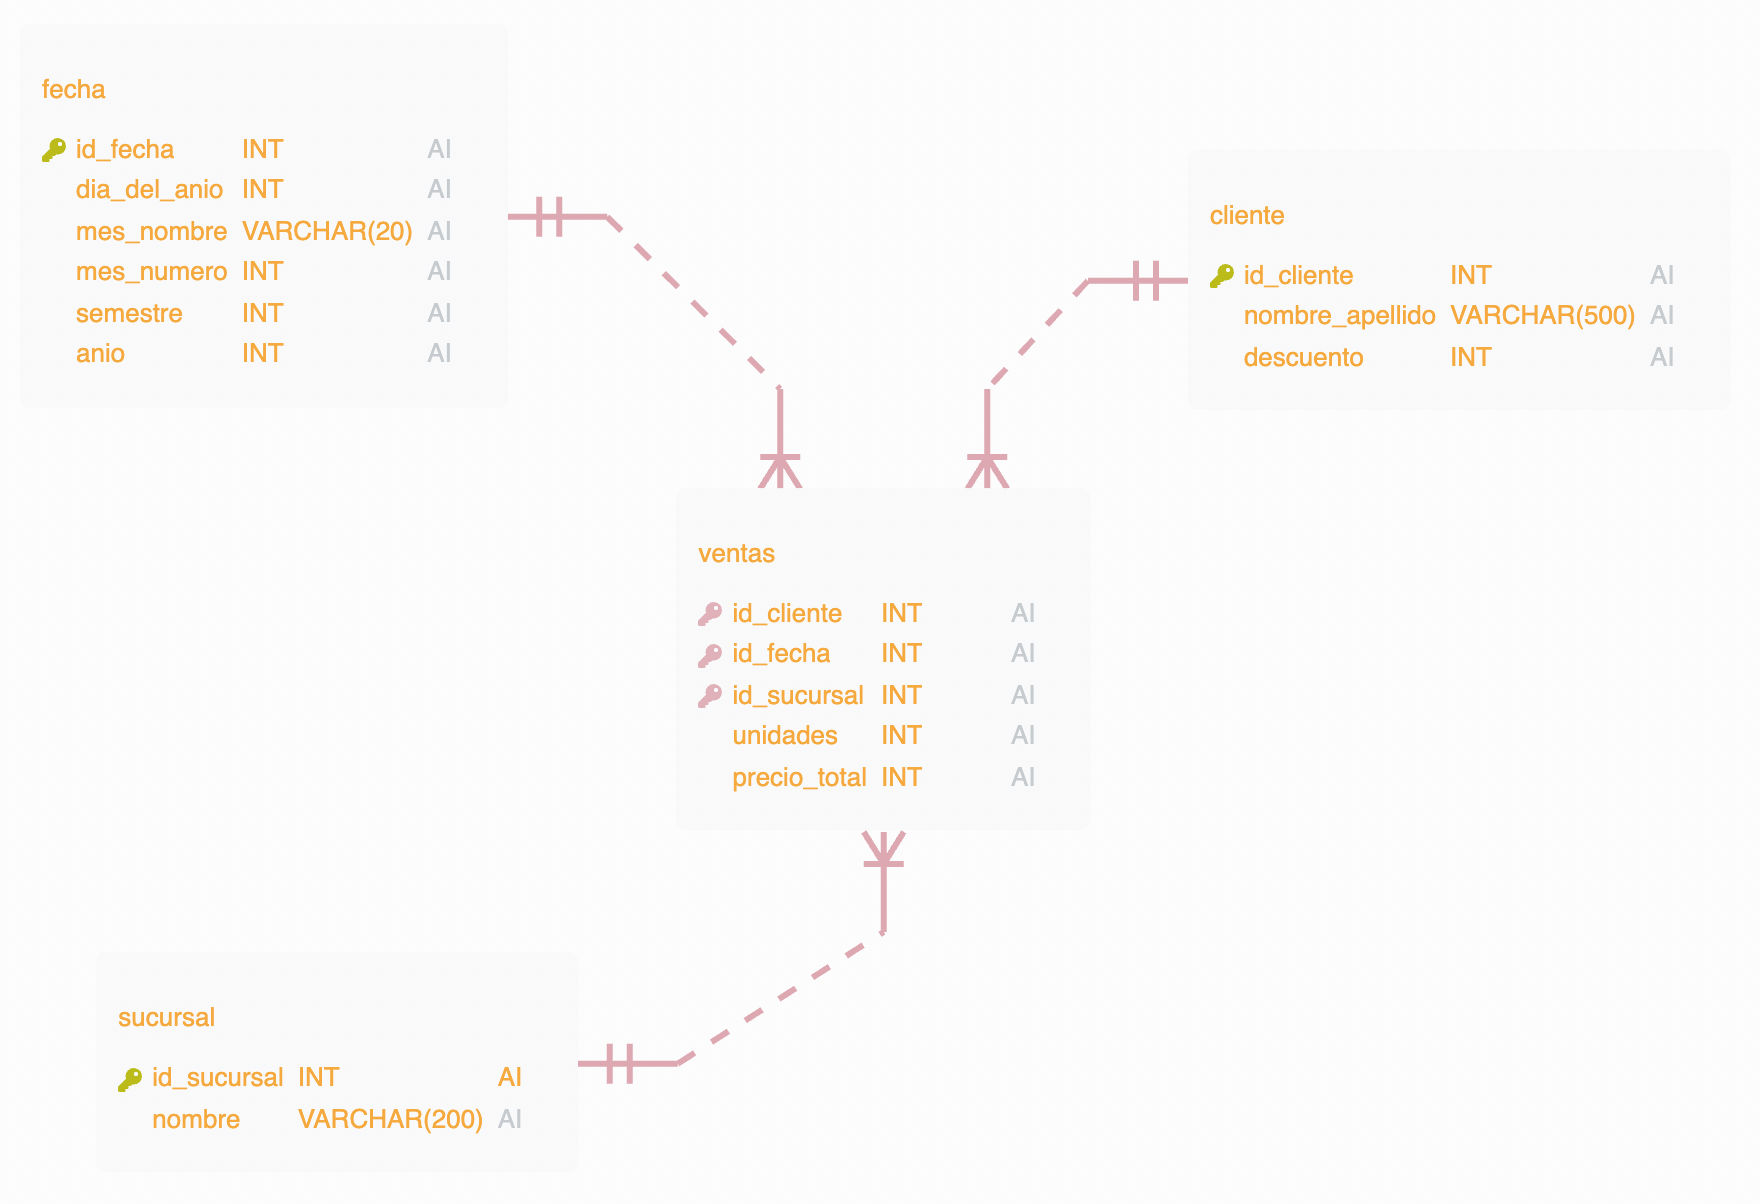 fecha
id_fecha INT AI
dia_del_anio INT AI
mes_nombre VARCHAR(20) AI
mes_numero INT AI
semestre INT AI
anio INT AI
cliente
id_cliente INT AI
nombre_apellido VARCHAR(500) AI
descuento INT AI
ventas
id_cliente INT AI
id_fecha INT AI
id_sucursal INT AI
unidades INT AI
precio_total INT AI
sucursal
id_sucursal INT AI
nombre VARCHAR(200) AI